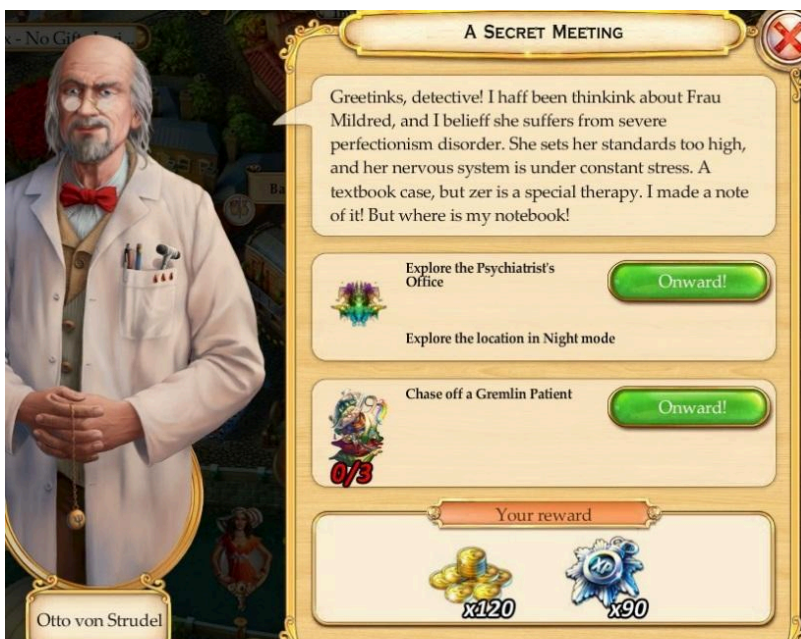 A SECRET MEETING
Greetinks, detective! I haff been thinkink about Frau
Mildred, and I belieff she suffers from severe
perfectionism disorder. She sets her standards too high,
and her nervous system is under constant stress. A
textbook case, but zer is a special therapy. I made a note
of it! But where is my notebook!
Explore the Psychiatrist's
Office
Onward!
Explore the location in Night mode
Chase off a Gremlin Patient
Onward!
0/3
Your reward
XP
x120
x90
Otto von Strudel